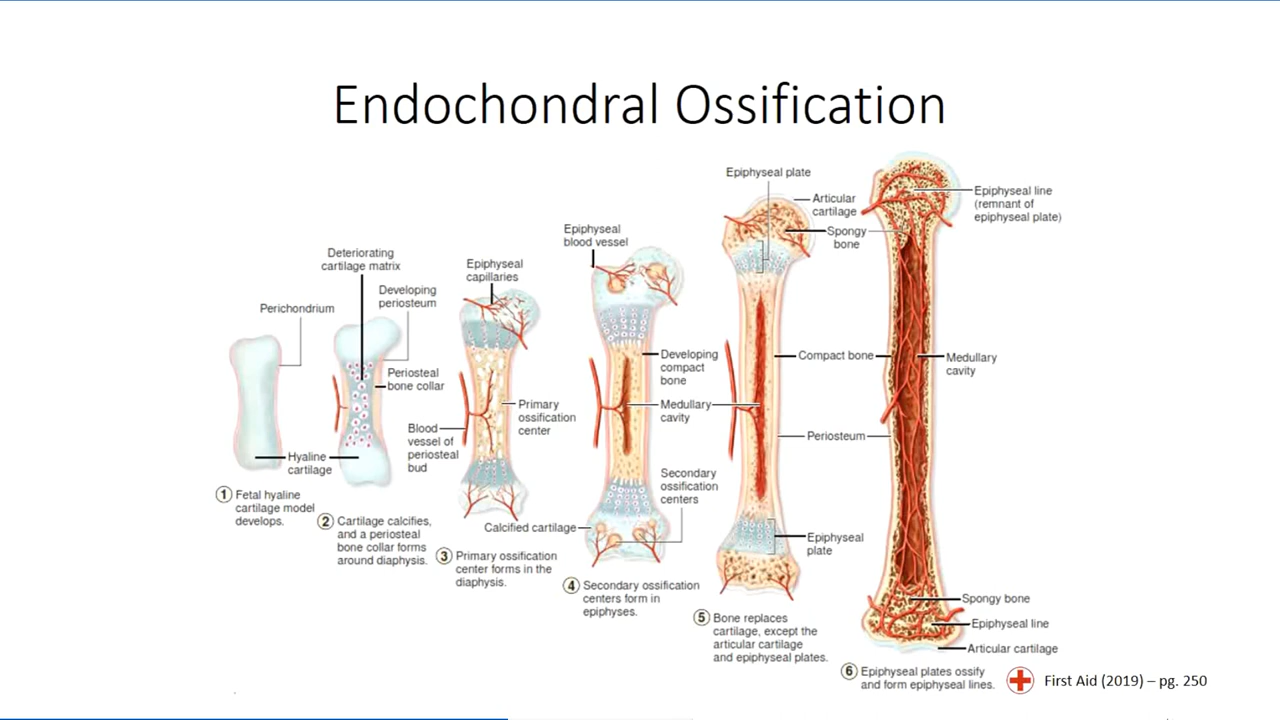 Endochondral Ossification
Perichondrium
Hyaline
cartilage
1 Fetal hyaline
cartilage model
develops.
Deteriorating
cartilage matrix
Developing
periosteum
Periosteal
bone collar
2 Cartilage calcifies,
and a periosteal
bone collar forms
around diaphysis.
Epiphyseal
capillaries
Primary
ossification
center
Blood
vessel of
periosteal
bud
3 Primary ossification
center forms in the
diaphysis.
Epiphyseal
blood vessel
Developing
compact
bone
Medullary
cavity
Secondary
ossification
centers
Calcified cartilage
4 Secondary ossification
centers form in
epiphyses.
Epiphyseal plate
Articular
cartilage
Spongy
bone
Compact bone
Periosteum
Epiphyseal
plate
5 Bone replaces
cartilage, except the
articular cartilage
and epiphyseal plates.
Epiphyseal line
(remnant of
epiphyseal plate)
Medullary
cavity
Spongy bone
Epiphyseal line
Articular cartilage
6 Epiphyseal plates ossify
and form epiphyseal lines.
First Aid (2019) – pg. 250